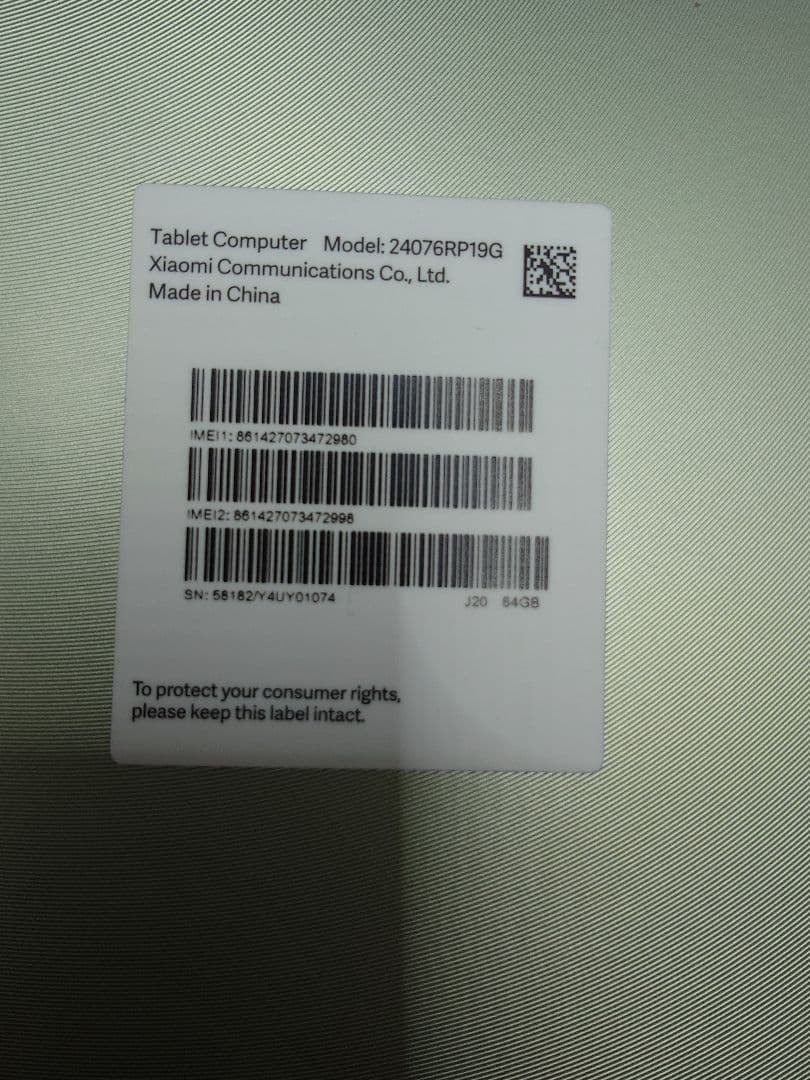 Tablet Computer Model: 24076RP19G
Xiaomi Communications Co., Ltd.
Made in China
IMEI1: 861427073472980
IMEI2: 861427073472998
SN: 58182/Y4UY01074
J20 64GB
To protect your consumer rights,
please keep this label intact.